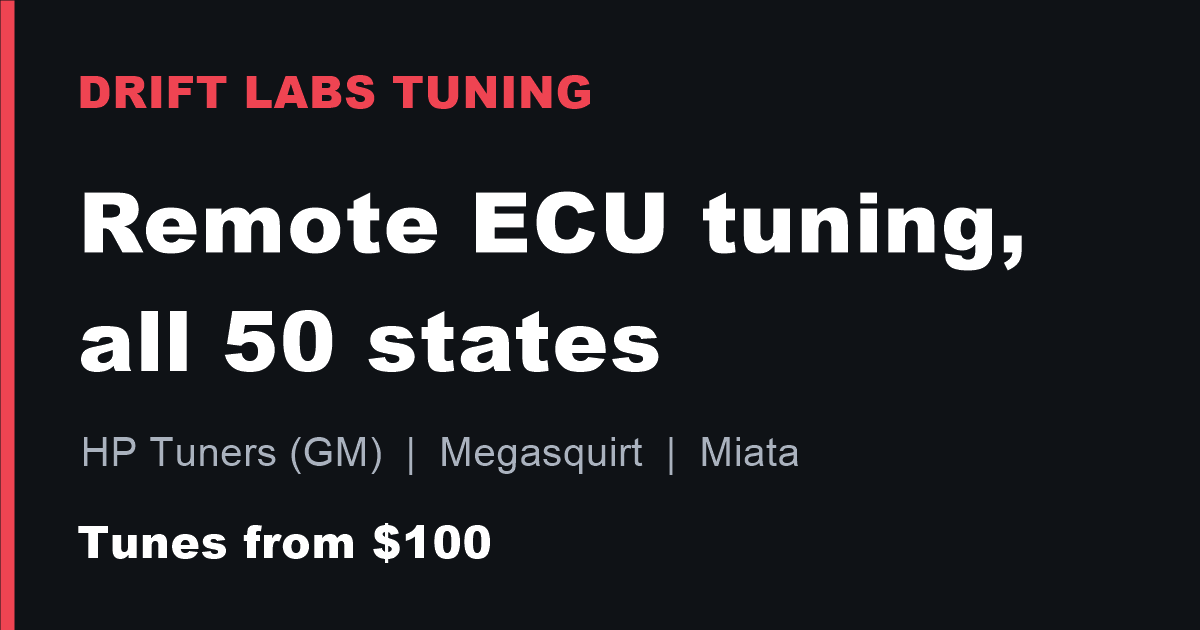 DRIFT LABS TUNING
Remote ECU tuning,
all 50 states
HP Tuners (GM) | Megasquirt | Miata
Tunes from $100